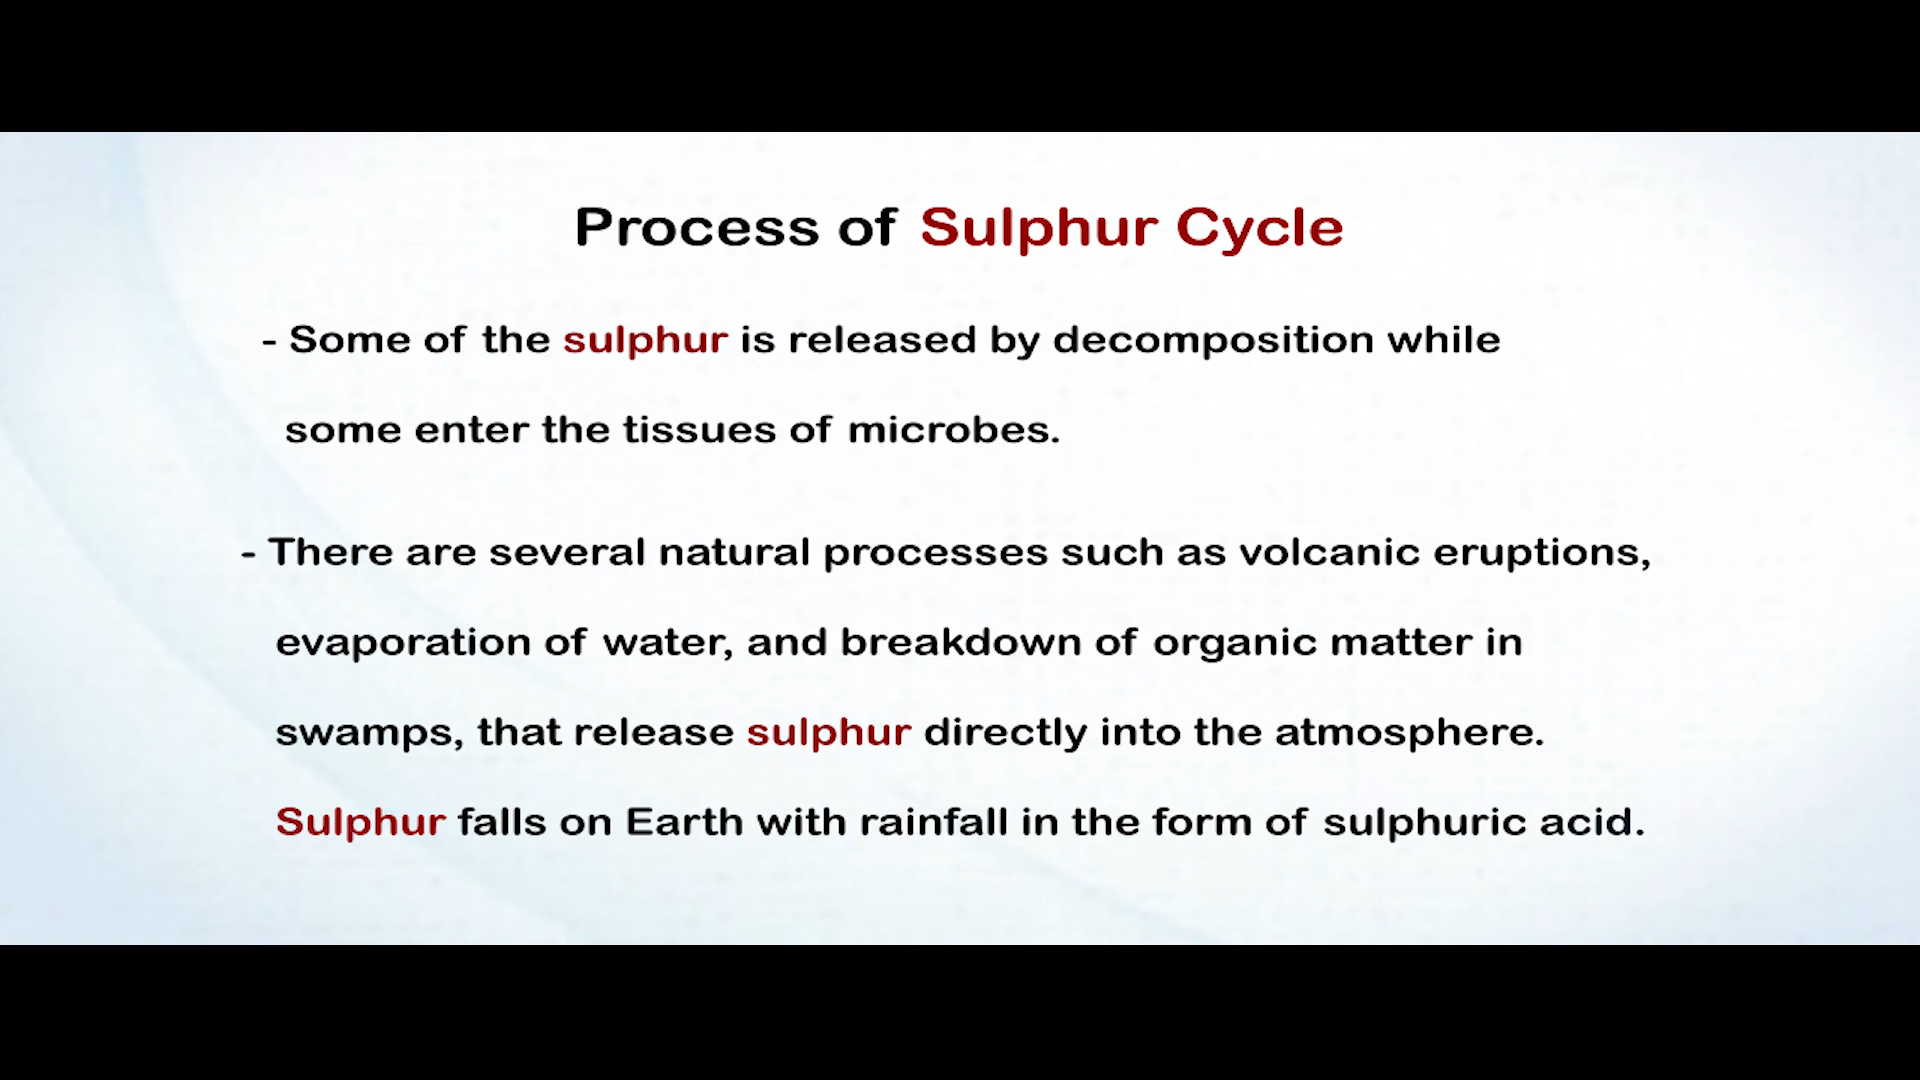 Process of Sulphur Cycle
- Some of the sulphur is released by decomposition while
some enter the tissues of microbes.
- There are several natural processes such as volcanic eruptions,
evaporation of water, and breakdown of organic matter in
swamps, that release sulphur directly into the atmosphere.
Sulphur falls on Earth with rainfall in the form of sulphuric acid.